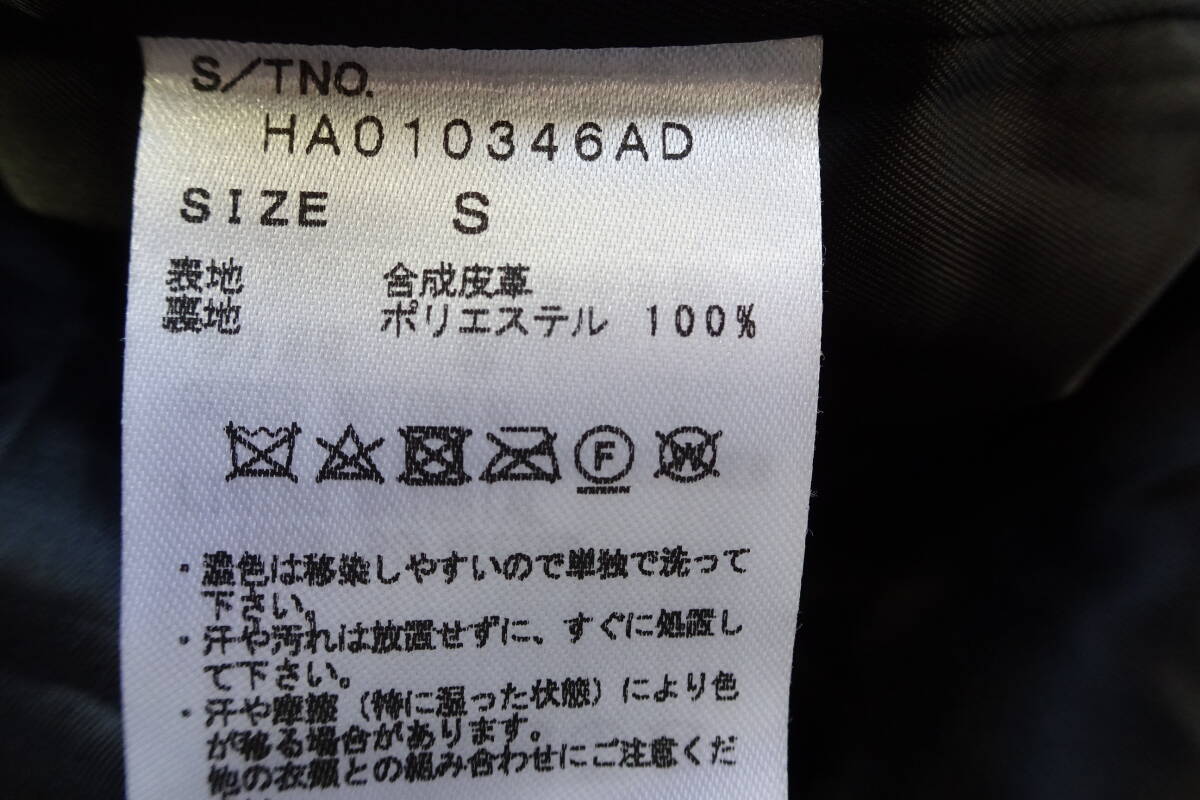 S/TNO.
HA010346AD
SIZE S
表地 合成皮革
裏地 ポリエステル 100%
F W
・濃色は移染しやすいので単独で洗って
下さい。
・汗や汚れは放置せずに、すぐに処置し
て下さい。
・汗や摩擦(特に湿った状態)により色
が移る場合があります。
他の衣類との組み合わせにご注意くだ